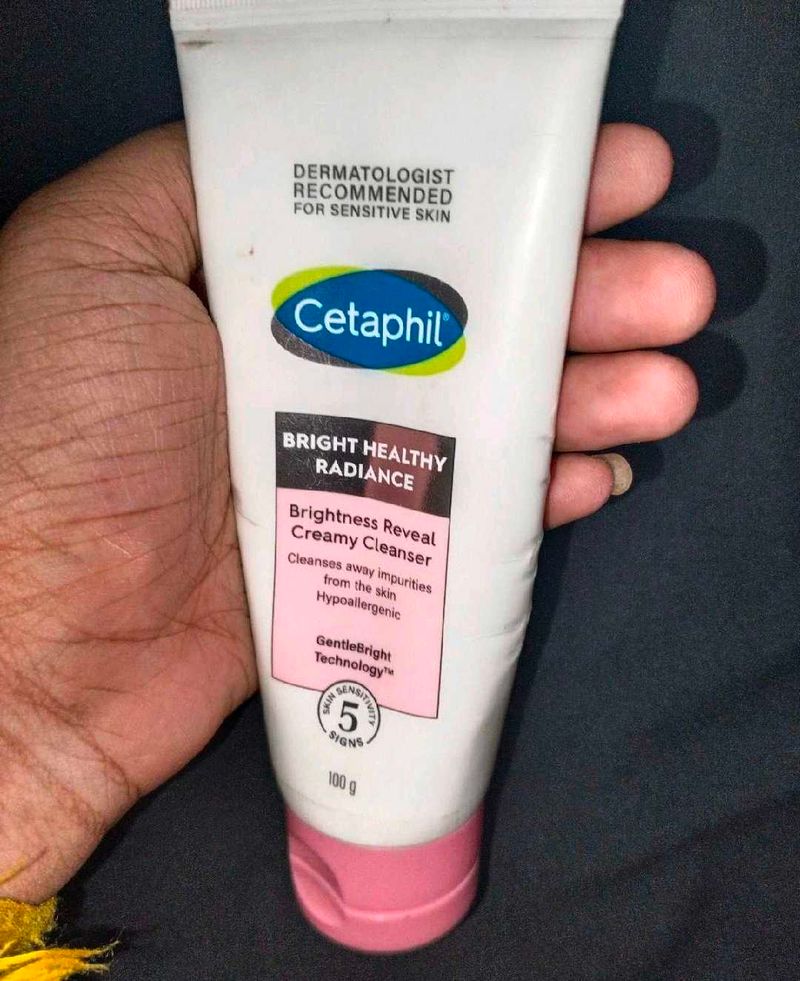 DERMATOLOGIST
RECOMMENDED
FOR SENSITIVE SKIN
Cetaphil®
BRIGHT HEALTHY
RADIANCE
Brightness Reveal
Creamy Cleanser
Cleanses away impurities
from the skin
Hypoallergenic
GentleBright
Technology™
SKIN SENSITIVITY
5
SIGNS
100 g